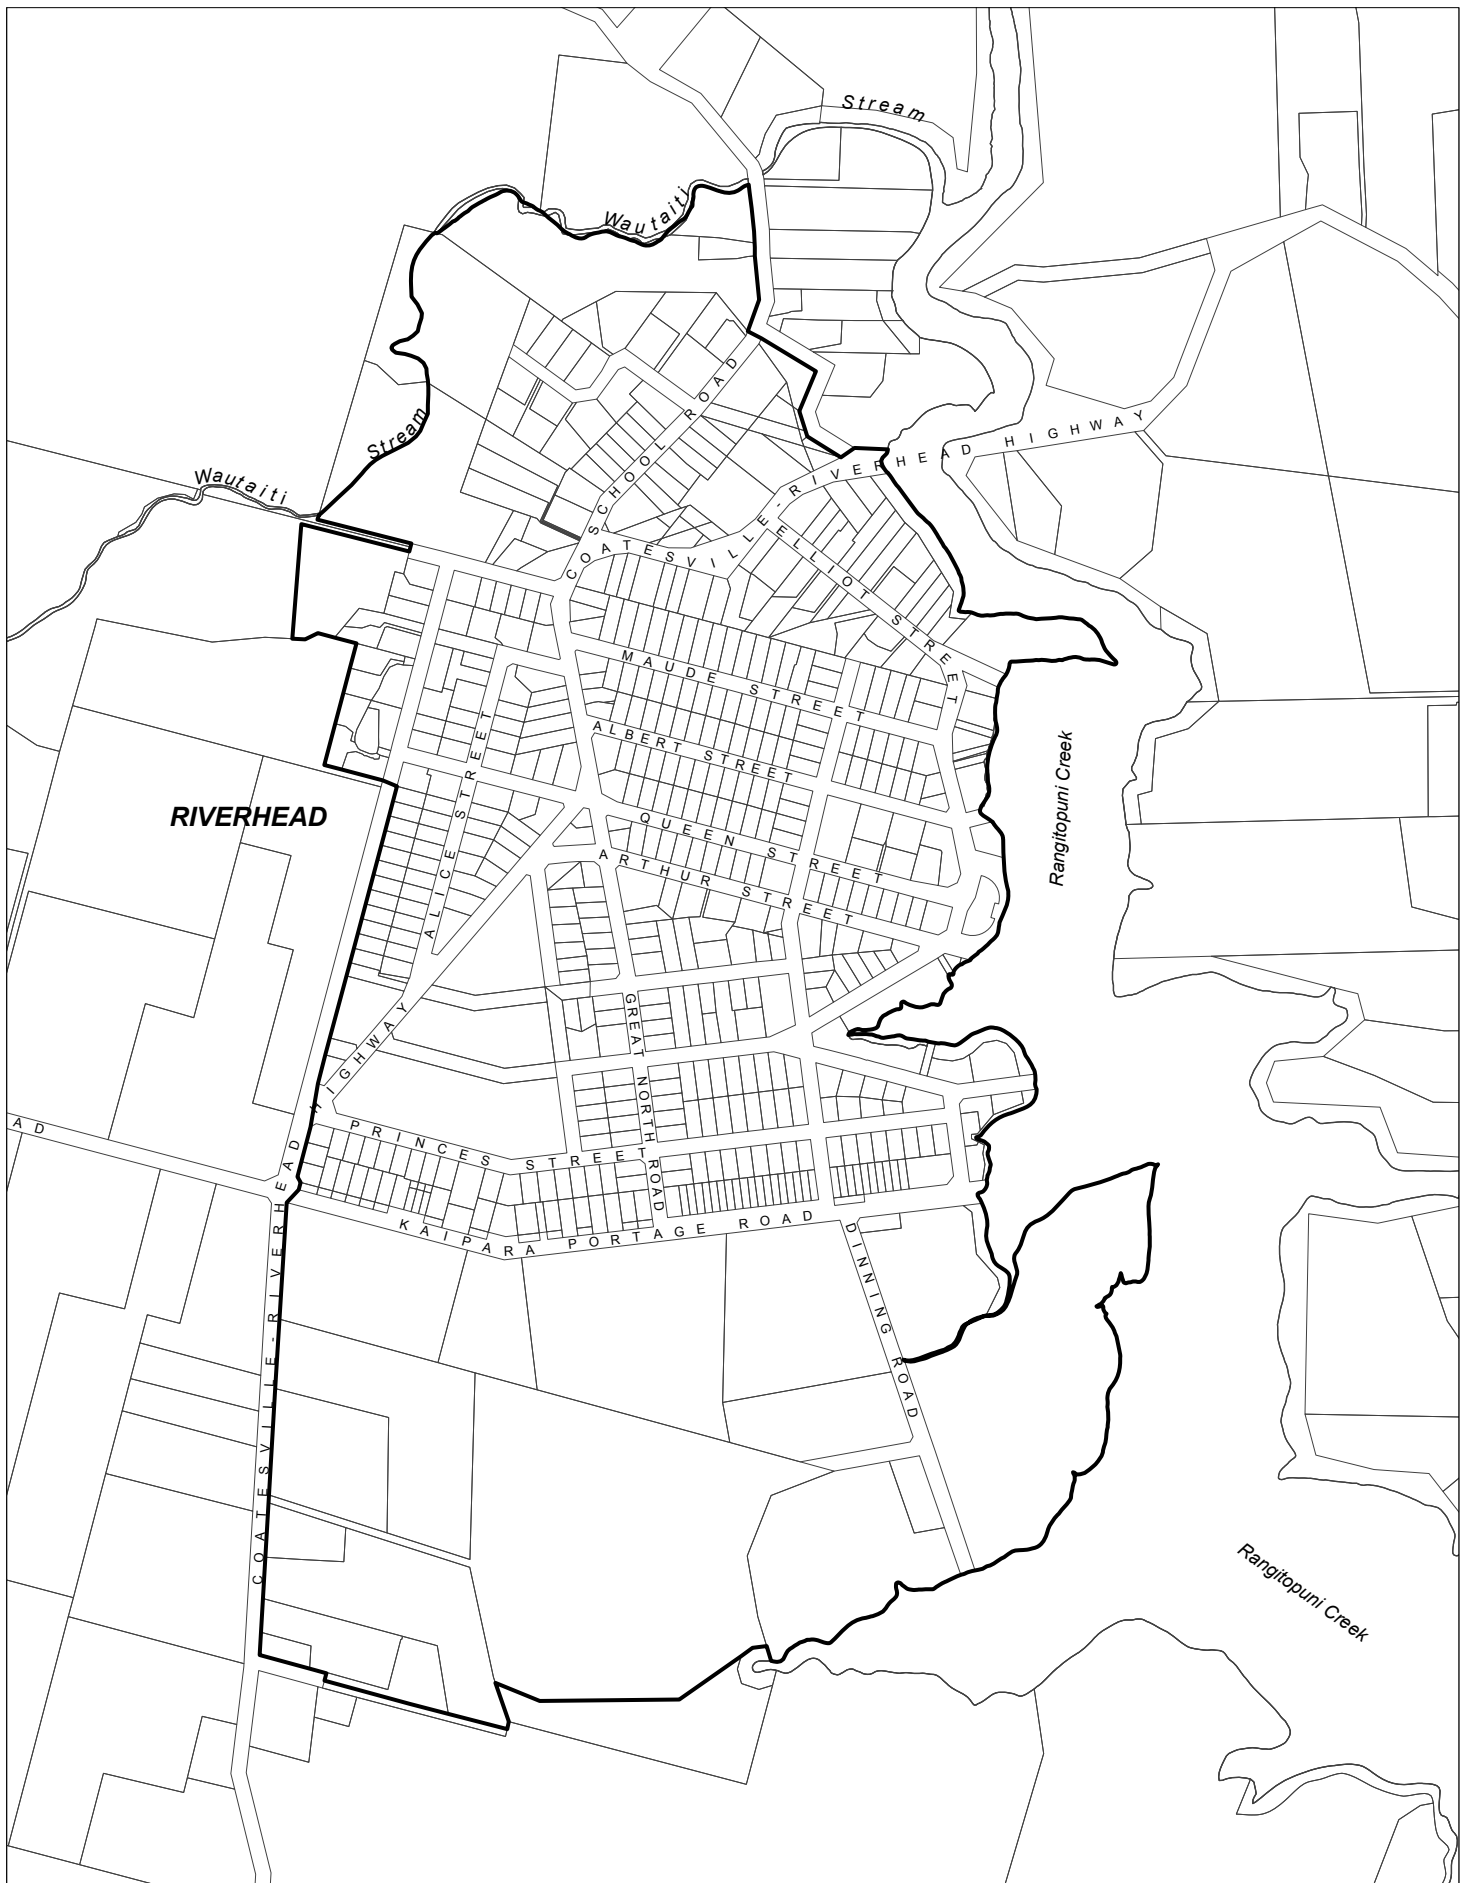 Stream
Wautaiti
SCHOOL ROAD
Stream
COATESVILLE - RIVERHEAD HIGHWAY
Wautaiti
ELLIOT STREET
MAUDE STREET
ALBERT STREET
Rangitopuni Creek
ALICE STREET
RIVERHEAD
QUEEN STREET
ARTHUR STREET
GREAT NORTH ROAD
AD
PRINCES STREET
KAIPARA PORTAGE ROAD
DINNING ROAD
COATESVILLE - RIVERHEAD HIGHWAY
Rangitopuni Creek